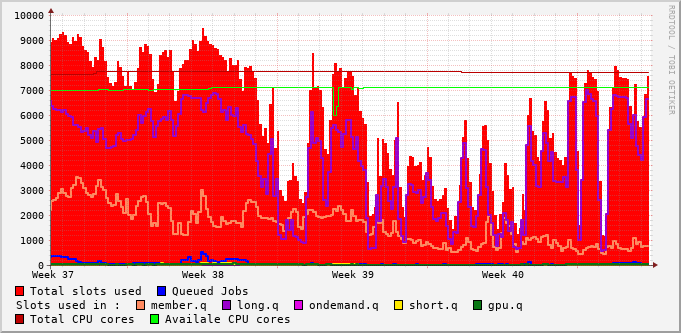 10000
9000
8000
7000
6000
5000
4000
3000
2000
1000
0
Week 37 Week 38 Week 39 Week 40
Total slots used Queued Jobs
Slots used in : member.q long.q ondemand.q short.q gpu.q
Total CPU cores Availale CPU cores
RRDTOOL / TOBI OETIKER